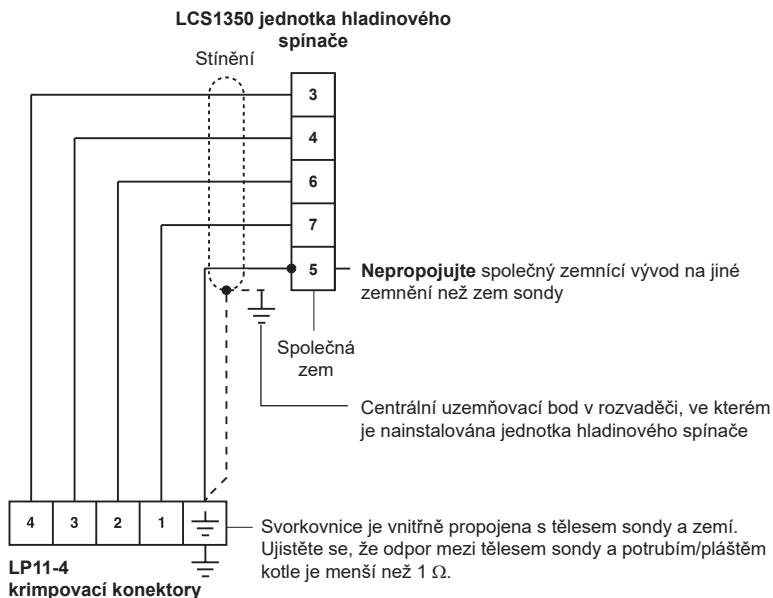 LCS1350 jednotka hladinového
spínače
Stínění
3
4
6
7
5
Nepropojujte společný zemnící vývod na jiné
zemnění než zem sondy
Společná
zem
Centrální uzemňovací bod v rozvaděči, ve kterém
je nainstalována jednotka hladinového spínače
4 3 2 1
Svorkovnice je vnitřně propojena s tělesem sondy a zemí.
Ujistěte se, že odpor mezi tělesem sondy a potrubím/pláštěm
kotle je menší než 1 Ω.
LP11-4
krimpovací konektory